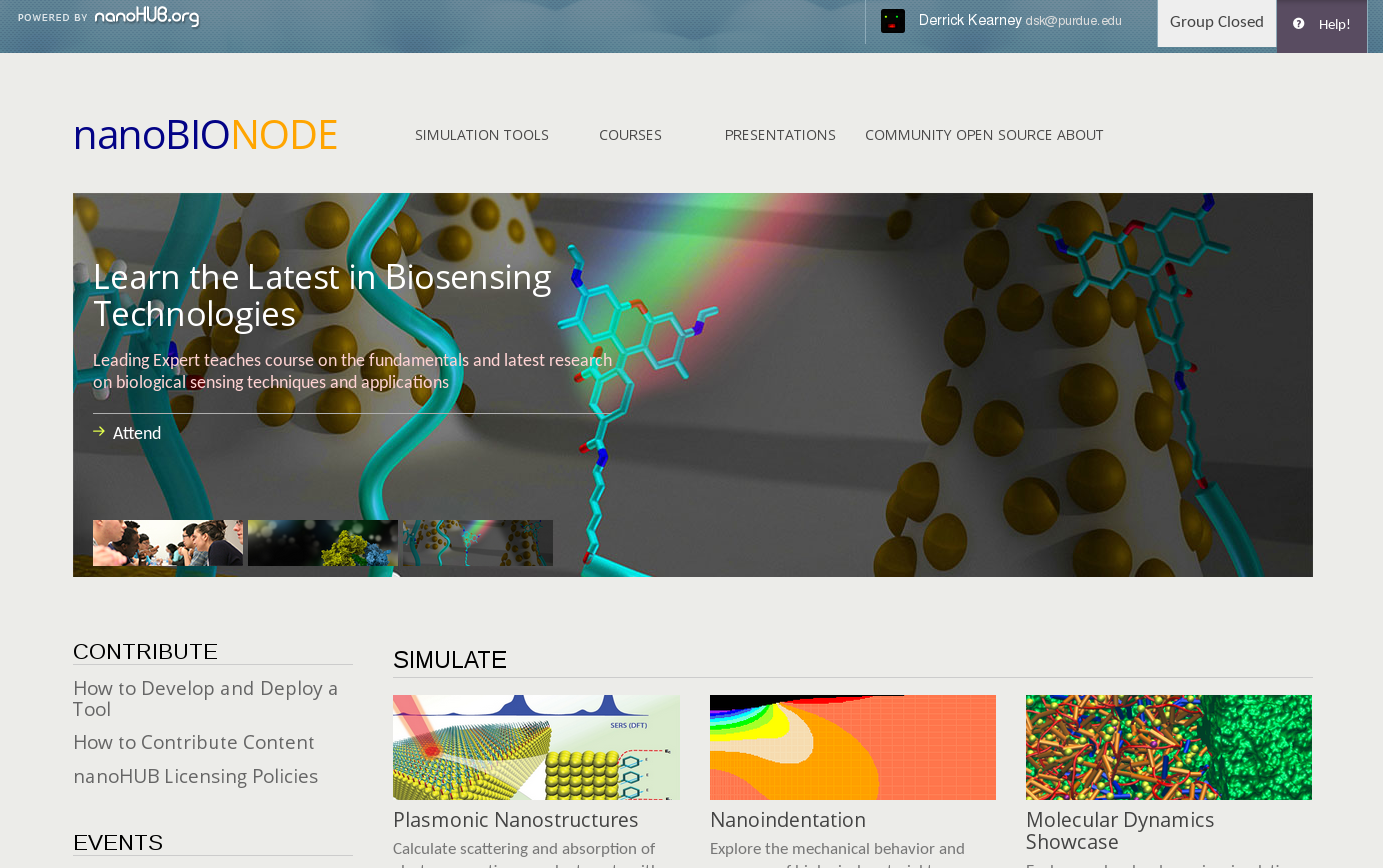 POWERED BY nanoHUB.org
Derrick Kearney dsk@purdue.edu
Group Closed
Help!
nanoBIONODE
SIMULATION TOOLS COURSES PRESENTATIONS COMMUNITY OPEN SOURCE ABOUT
Learn the Latest in Biosensing
Technologies
Leading Expert teaches course on the fundamentals and latest research
on biological sensing techniques and applications
Attend
CONTRIBUTE
How to Develop and Deploy a
Tool
How to Contribute Content
nanoHUB Licensing Policies
EVENTS
SIMULATE
SERS (DFT)
Plasmonic Nanostructures
Calculate scattering and absorption of
Nanoindentation
Explore the mechanical behavior and
Molecular Dynamics
Showcase